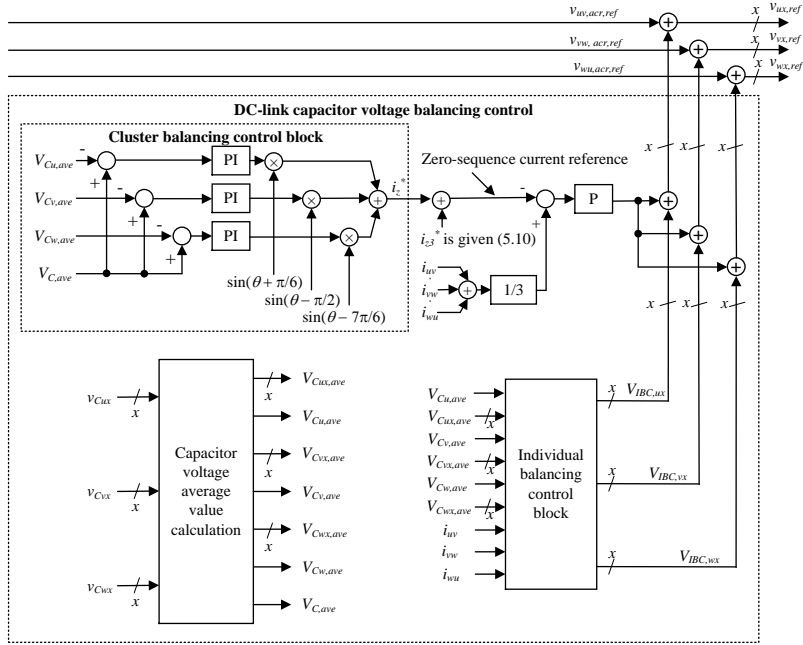 v_{uv,acr,ref} x v_{ux,ref}
v_{vw, acr,ref} x v_{vx,ref}
v_{wu,acr,ref} x v_{wx,ref}
DC-link capacitor voltage balancing control
Cluster balancing control block
V_{Cu,ave} - + PI ×
V_{Cv,ave} - + PI ×
V_{Cw,ave} - + PI ×
V_{C,ave}
sin(θ + π/6)
sin(θ − π/2)
sin(θ − 7π/6)
+ i_z^*
Zero-sequence current reference
+ - + P
i_{z3}^* is given (5.10)
i_{uv}
i_{vw} + 1/3
i_{wu}
x x x
+ + +
x x x
v_{Cux} x
v_{Cvx} x
v_{Cwx} x
Capacitor
voltage
average
value
calculation
V_{Cux,ave} x
V_{Cu,ave}
V_{Cvx,ave} x
V_{Cv,ave}
V_{Cwx,ave} x
V_{Cw,ave}
V_{C,ave}
V_{Cu,ave}
V_{Cux,ave} x
V_{Cv,ave}
V_{Cvx,ave} x
V_{Cw,ave}
V_{Cwx,ave} x
i_{uv}
i_{vw}
i_{wu}
Individual
balancing
control
block
x V_{IBC,ux}
x V_{IBC,vx}
x V_{IBC,wx}